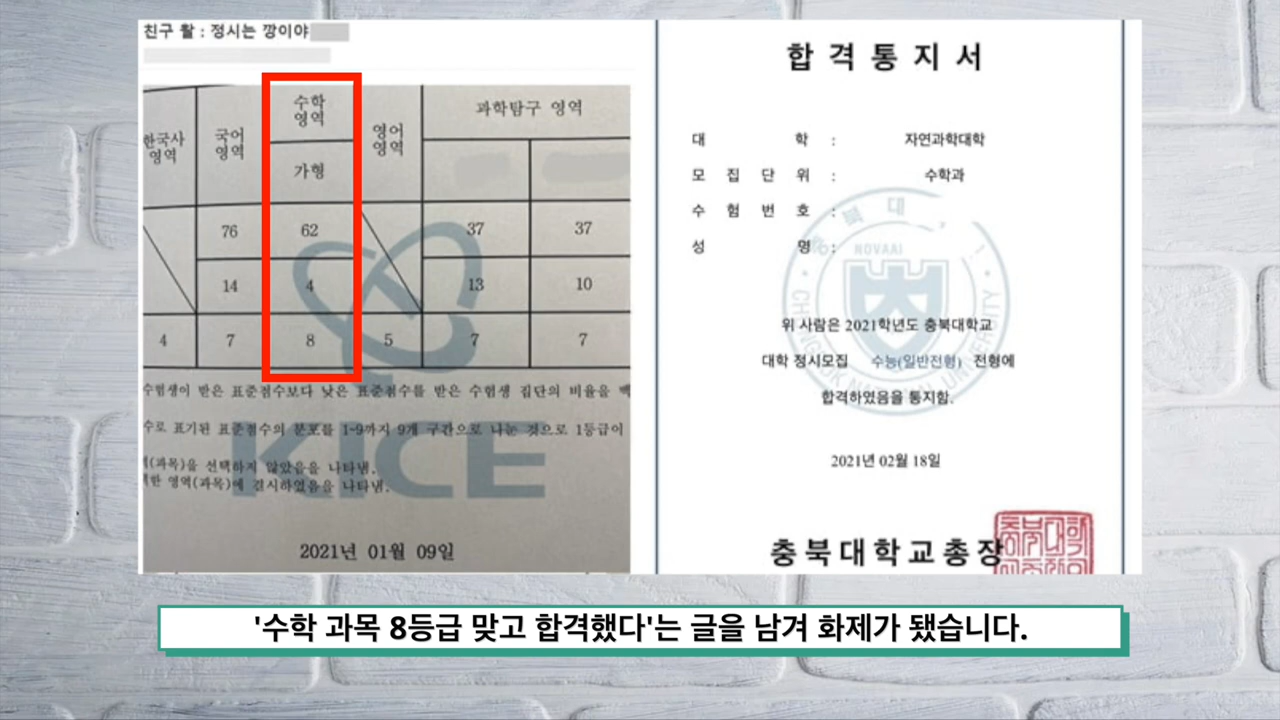 친구 왈 : 정시는 깡이야
한국사 영역
국어 영역
수학 영역
가형
영어 영역
과학탐구 영역
76 62 37 37
14 4 13 10
4 7 8 5 7 7
수험생이 받은 표준점수보다 낮은 표준점수를 받은 수험생 집단의 비율을 백
수로 표기된 표준점수의 분포를 1-9까지 9개 구간으로 나눈 것으로 1등급이
(과목)을 선택하지 않았음을 나타냄.
택한 영역(과목)에 결시하였음을 나타냄.
KICE
2021년 01월 09일
합격통지서
대 학 : 자연과학대학
모 집 단 위 : 수학과
수 험 번 호 :
성 명 :
위 사람은 2021학년도 충북대학교
대학 정시모집 수능(일반전형) 전형에
합격하였음을 통지함.
2021년 02월 18일
충북대학교총장
'수학 과목 8등급 맞고 합격했다'는 글을 남겨 화제가 됐습니다.